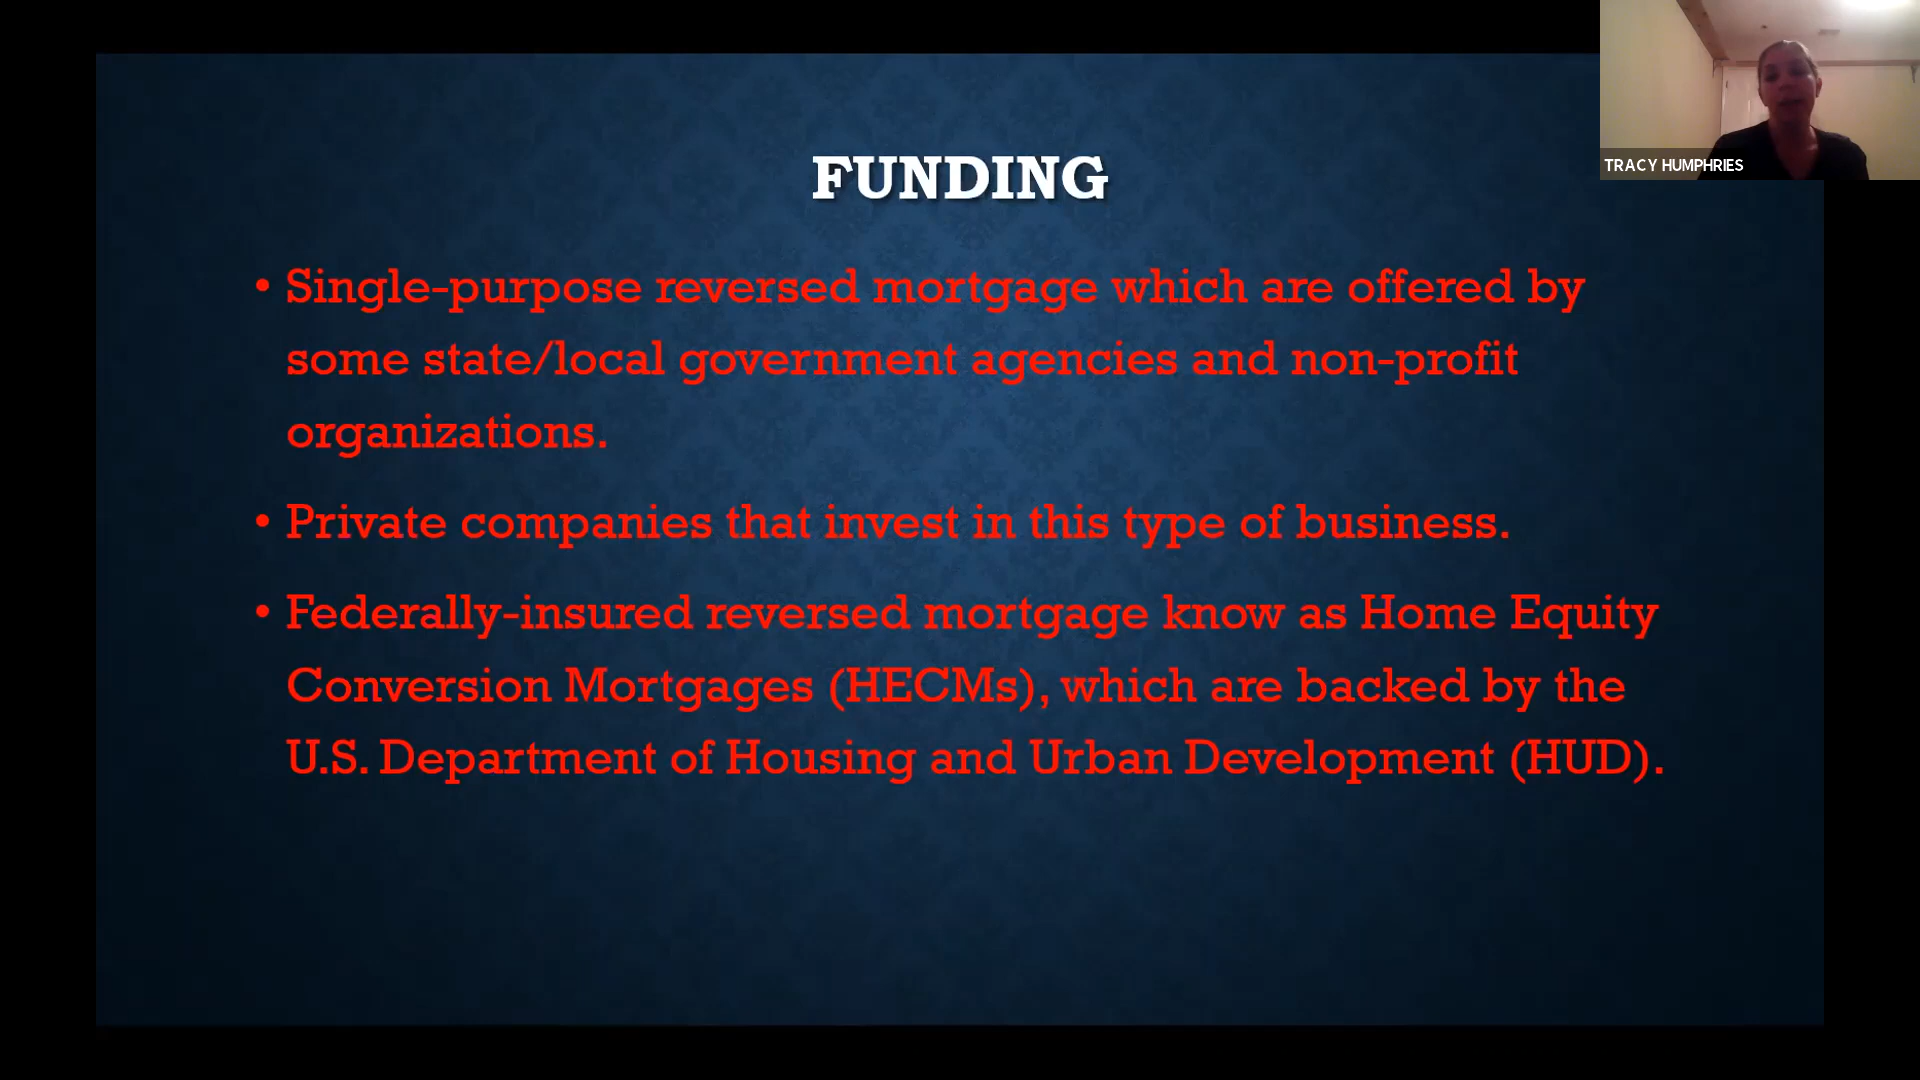 FUNDING
• Single-purpose reversed mortgage which are offered by
some state/local government agencies and non-profit
organizations.
• Private companies that invest in this type of business.
• Federally-insured reversed mortgage know as Home Equity
Conversion Mortgages (HECMs), which are backed by the
U.S. Department of Housing and Urban Development (HUD).
TRACY HUMPHRIES